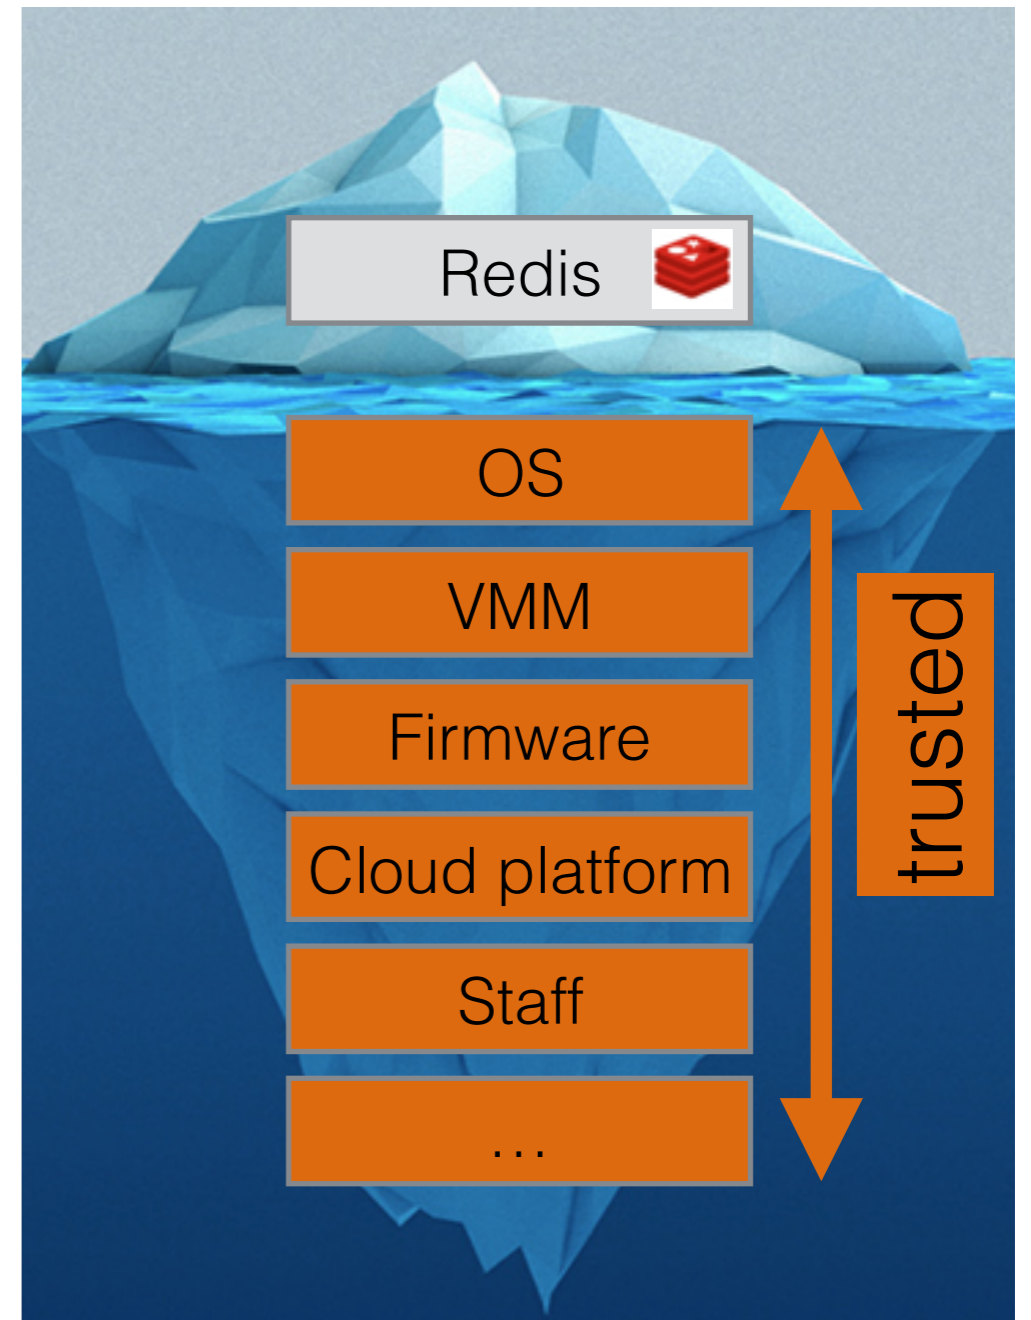 Redis
OS
VMM
Firmware
Cloud platform
Staff
...
trusted